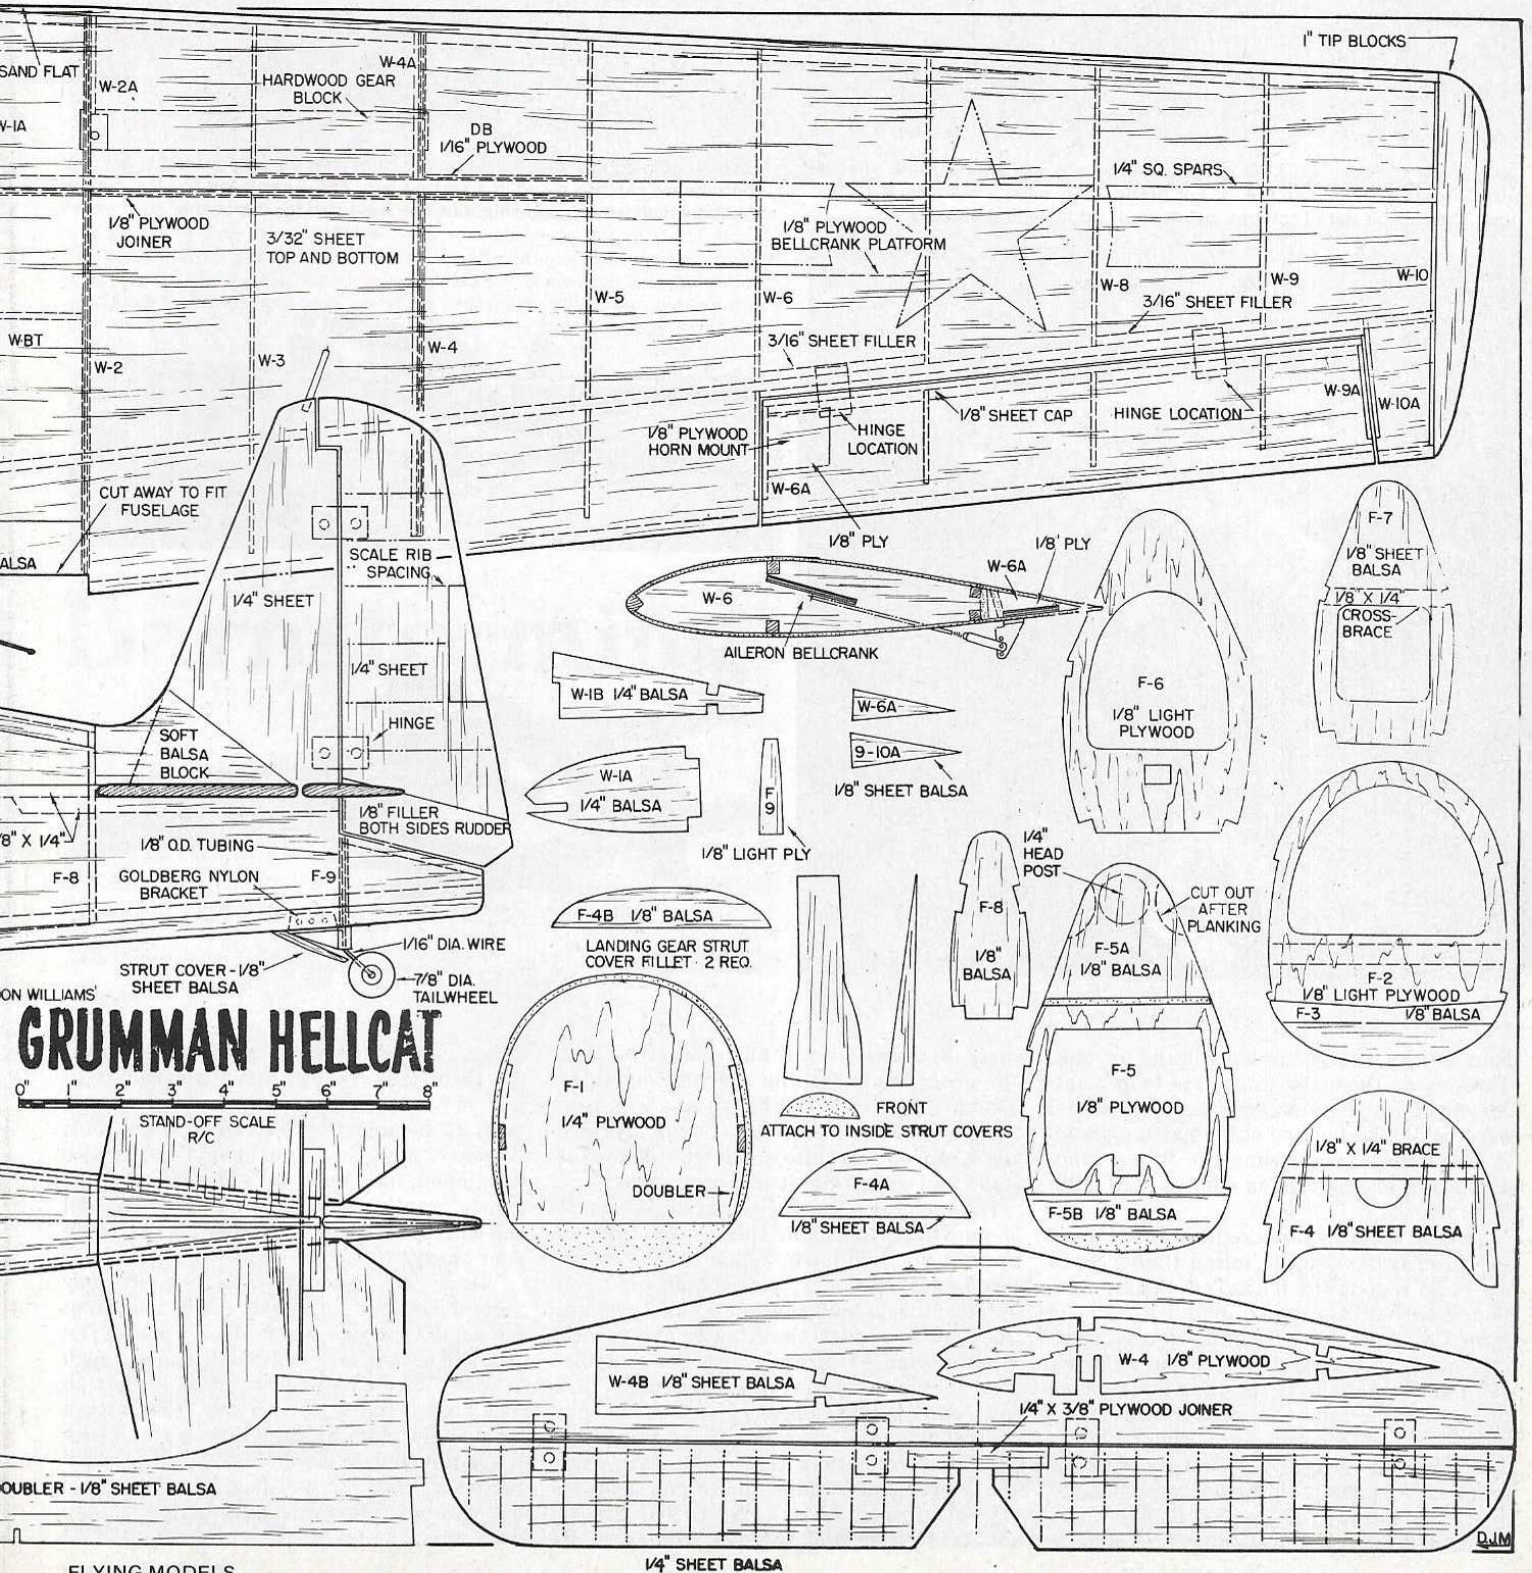 1" TIP BLOCKS
SAND FLAT
W-2A
W-4A
HARDWOOD GEAR
BLOCK
W-1A
DB
1/16" PLYWOOD
1/4" SQ. SPARS
1/8" PLYWOOD
JOINER
3/32" SHEET
TOP AND BOTTOM
1/8" PLYWOOD
BELLCRANK PLATFORM
W-5
W-6
W-8
W-9
W-10
3/16" SHEET FILLER
WBT
W-2
W-3
W-4
3/16" SHEET FILLER
W-9A
W-10A
1/8" SHEET CAP
HINGE LOCATION
1/8" PLYWOOD
HORN MOUNT
HINGE
LOCATION
W-6A
CUT AWAY TO FIT
FUSELAGE
ALSA
1/8" PLY
SCALE RIB
SPACING
1/4" SHEET
1/4" SHEET
HINGE
SOFT
BALSA
BLOCK
W-6
W-6A
1/8' PLY
AILERON BELLCRANK
F-7
1/8" SHEET
BALSA
1/8" X 1/4"
CROSS-
BRACE
F-6
1/8" LIGHT
PLYWOOD
W-1B 1/4" BALSA
W-6A
9-10A
1/8" SHEET BALSA
W-1A
1/4" BALSA
F
9
1/8" LIGHT PLY
/8" X 1/4"
1/8" FILLER
BOTH SIDES RUDDER
1/8" O.D. TUBING
F-8
GOLDBERG NYLON
BRACKET
F-9
1/16" DIA. WIRE
STRUT COVER - 1/8"
SHEET BALSA
7/8" DIA.
TAILWHEEL
F-4B 1/8" BALSA
LANDING GEAR STRUT
COVER FILLET - 2 REQ.
1/4"
HEAD
POST
F-8
1/8"
BALSA
CUT OUT
AFTER
PLANKING
F-5A
1/8" BALSA
F-2
1/8" LIGHT PLYWOOD
F-3 1/8" BALSA
ON WILLIAMS'
GRUMMAN HELLCAT
0" 1" 2" 3" 4" 5" 6" 7" 8"
STAND-OFF SCALE
R/C
F-1
1/4" PLYWOOD
DOUBLER
FRONT
ATTACH TO INSIDE STRUT COVERS
F-4A
1/8" SHEET BALSA
F-5
1/8" PLYWOOD
F-5B 1/8" BALSA
1/8" X 1/4" BRACE
F-4 1/8" SHEET BALSA
W-4B 1/8" SHEET BALSA
W-4 1/8" PLYWOOD
1/4" X 3/8" PLYWOOD JOINER
OUBLER - 1/8" SHEET BALSA
1/4" SHEET BALSA
DJM
FLYING MODELS